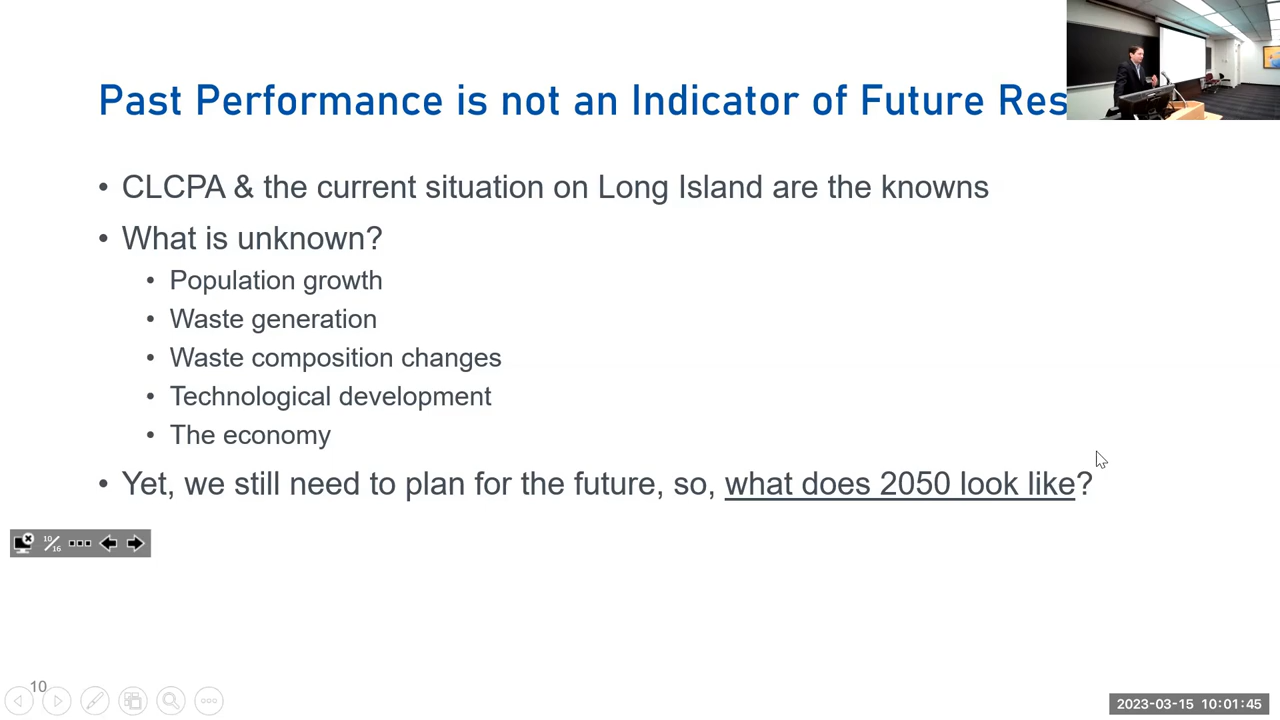 Past Performance is not an Indicator of Future Res
• CLCPA & the current situation on Long Island are the knowns
• What is unknown?
• Population growth
• Waste generation
• Waste composition changes
• Technological development
• The economy
• Yet, we still need to plan for the future, so, what does 2050 look like?
10/16
10
2023-03-15 10:01:45